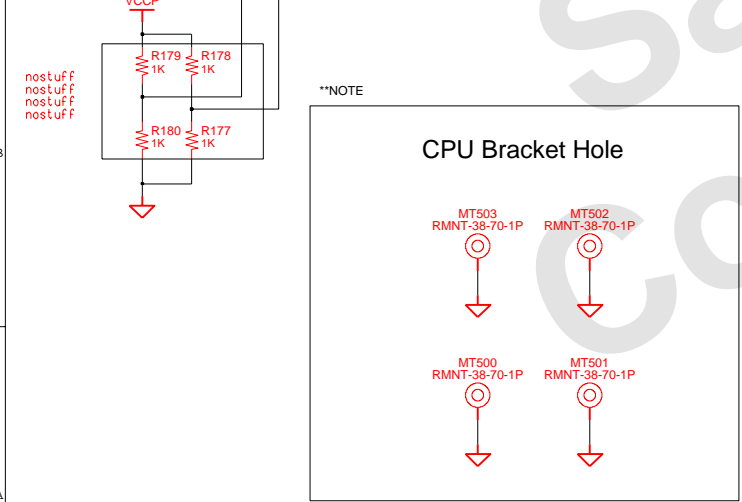 VCCP
R179 R178
1K 1K
nostuff
nostuff
nostuff
nostuff
R180 R177
1K 1K
**NOTE
CPU Bracket Hole
MT503 MT502
RMNT-38-70-1P RMNT-38-70-1P
MT500 MT501
RMNT-38-70-1P RMNT-38-70-1P
Co
A